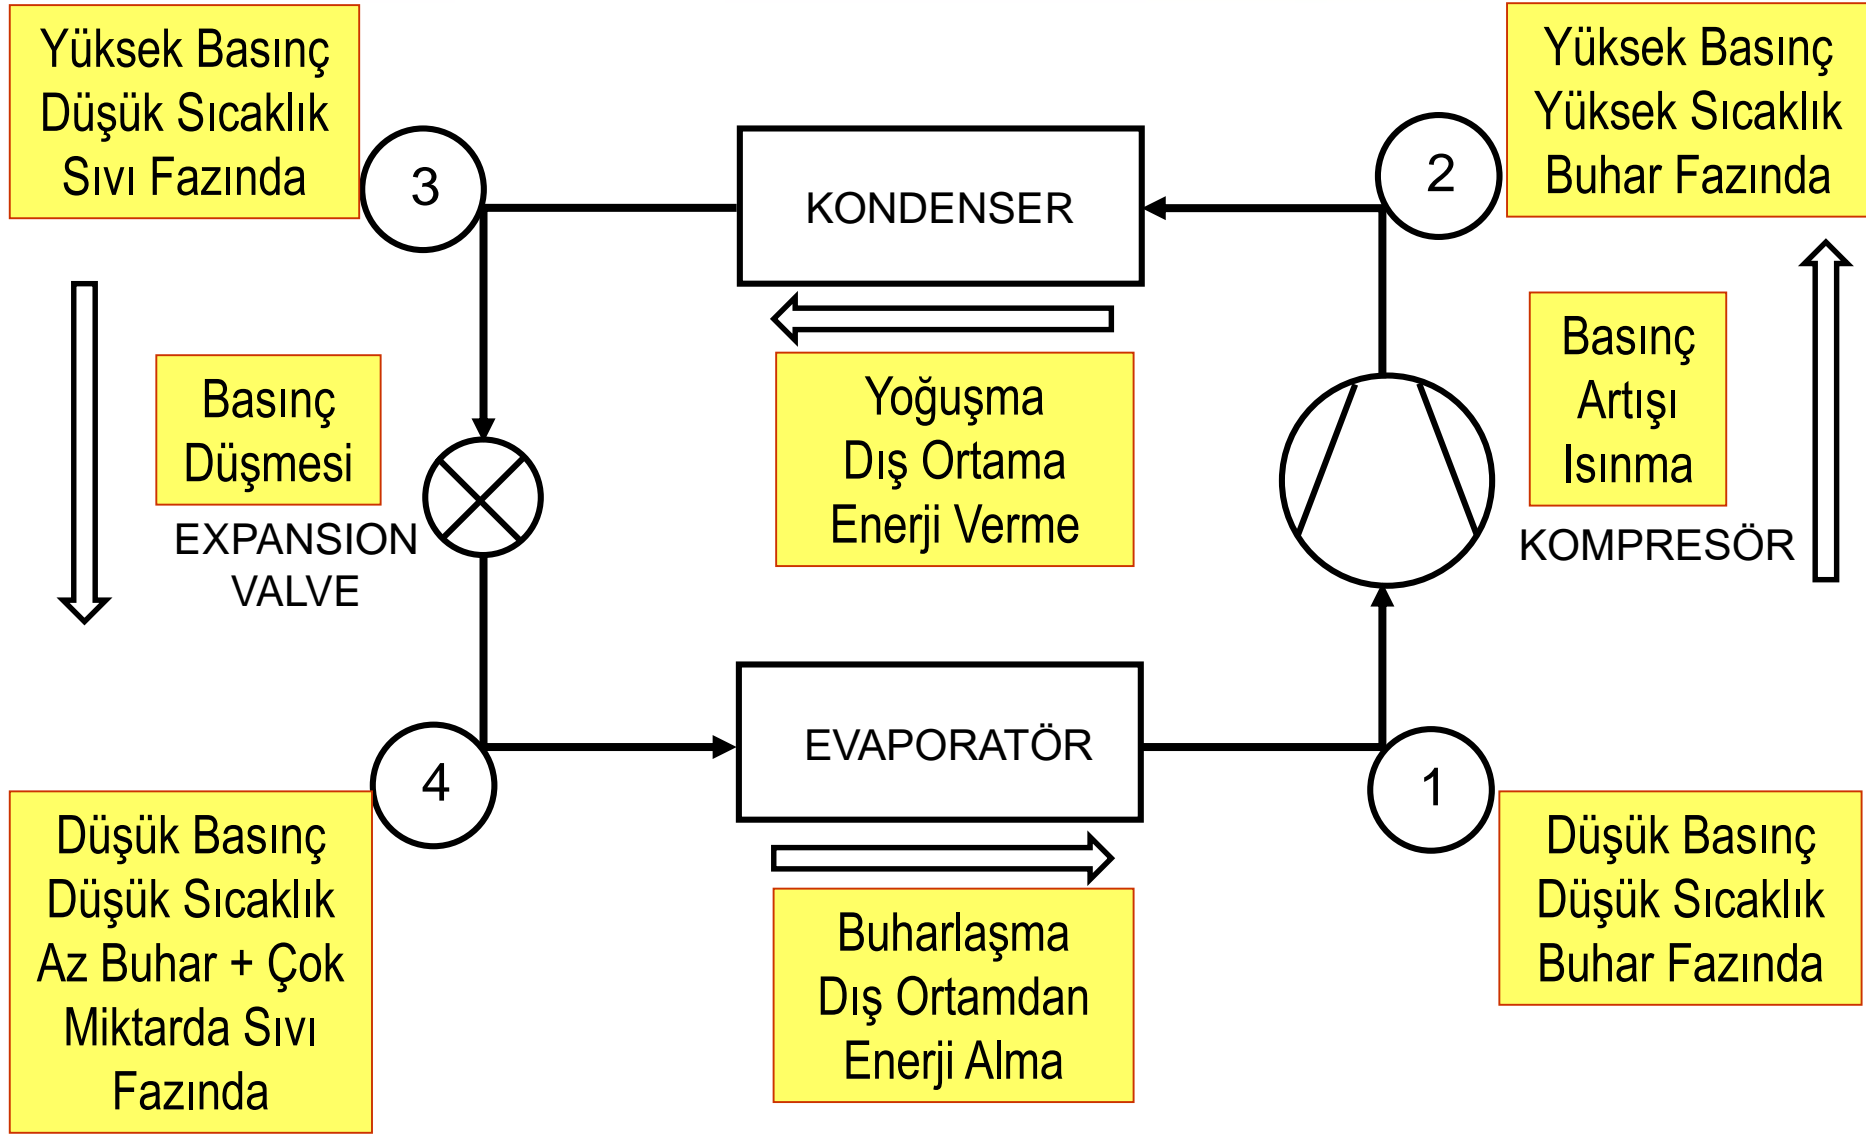 Yüksek Basınç
Düşük Sıcaklık
Sıvı Fazında
3
KONDENSER
2
Yüksek Basınç
Yüksek Sıcaklık
Buhar Fazında
Basınç
Düşmesi
EXPANSION
VALVE
Yoğuşma
Dış Ortama
Enerji Verme
Basınç
Artışı
Isınma
KOMPRESÖR
4
Düşük Basınç
Düşük Sıcaklık
Az Buhar + Çok
Miktarda Sıvı
Fazında
EVAPORATÖR
Buharlaşma
Dış Ortamdan
Enerji Alma
1
Düşük Basınç
Düşük Sıcaklık
Buhar Fazında